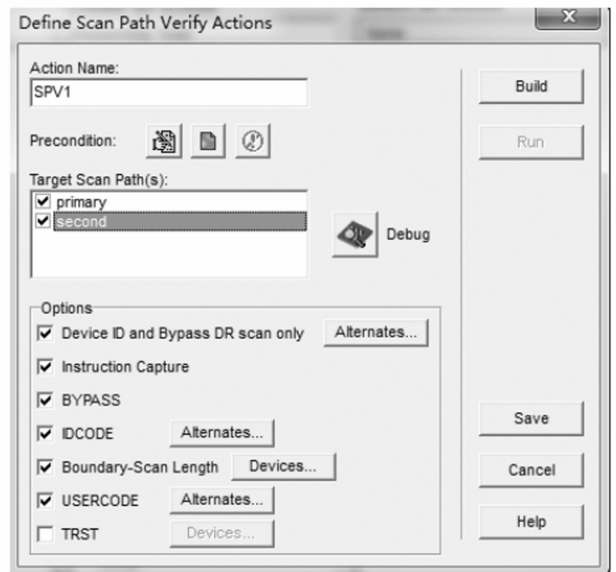 Define Scan Path Verify Actions
Action Name:
SPV1
Build
Precondition:
Run
Target Scan Path(s):
primary
second
Debug
Options
Device ID and Bypass DR scan only Alternates...
Instruction Capture
BYPASS
IDCODE Alternates...
Boundary-Scan Length Devices...
USERCODE Alternates...
TRST Devices...
Save
Cancel
Help